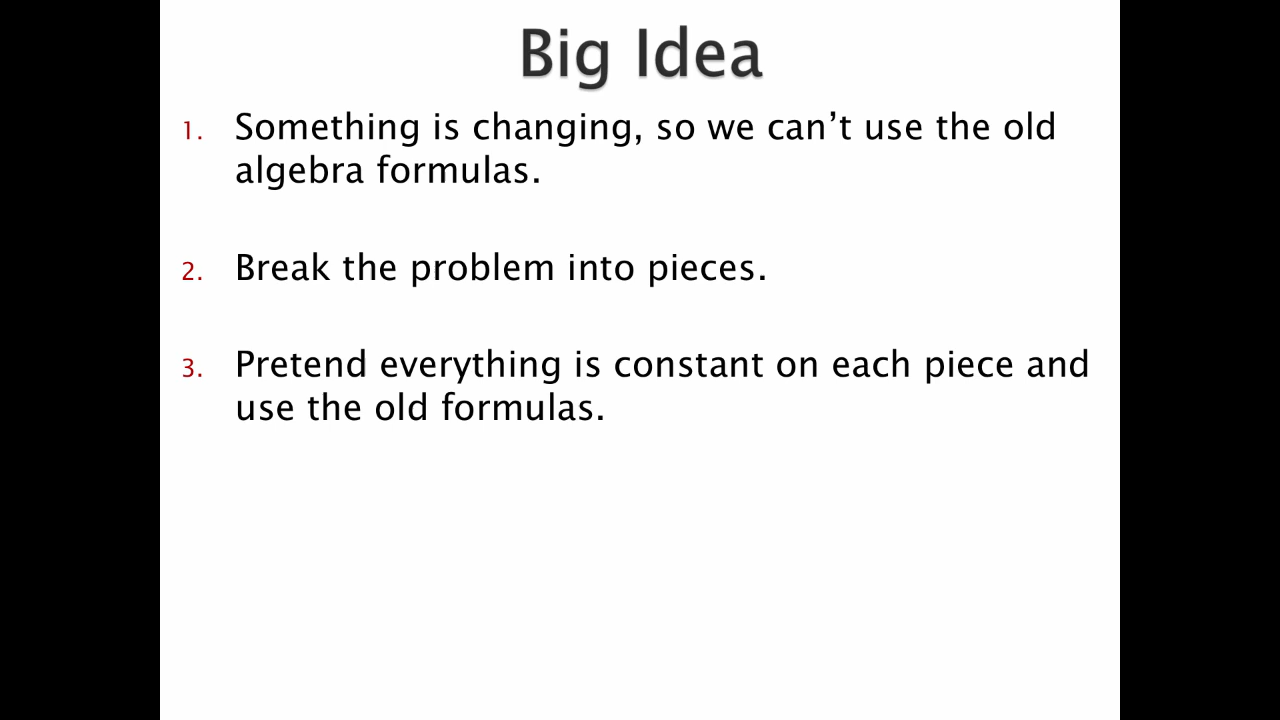 Big Idea
1. Something is changing, so we can’t use the old
algebra formulas.
2. Break the problem into pieces.
3. Pretend everything is constant on each piece and
use the old formulas.